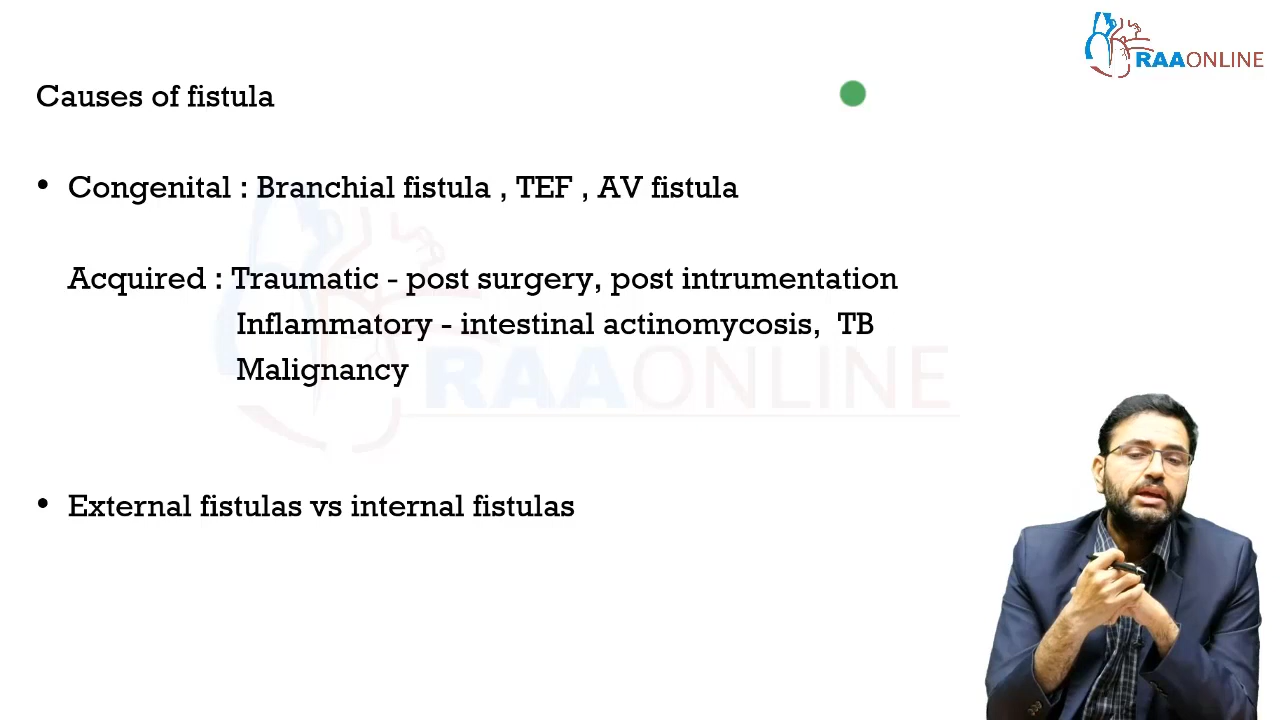 RAAONLINE
Causes of fistula
• Congenital : Branchial fistula , TEF , AV fistula
Acquired : Traumatic - post surgery, post intrumentation
Inflammatory - intestinal actinomycosis, TB
Malignancy
RAAONLINE
• External fistulas vs internal fistulas